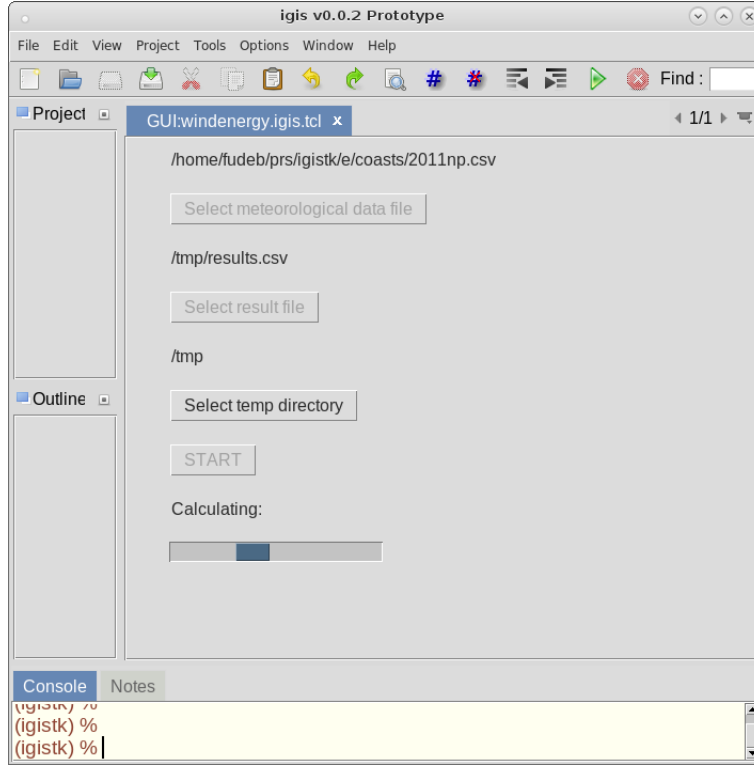 igis v0.0.2 Prototype
File Edit View Project Tools Options Window Help
# # Find :
Project
GUI:windenergy.igis.tcl x
1/1
/home/fudeb/prs/igistk/e/coasts/2011np.csv
Select meteorological data file
/tmp/results.csv
Select result file
/tmp
Outline
Select temp directory
START
Calculating:
Console Notes
(igistk) %
(igistk) %
(igistk) %